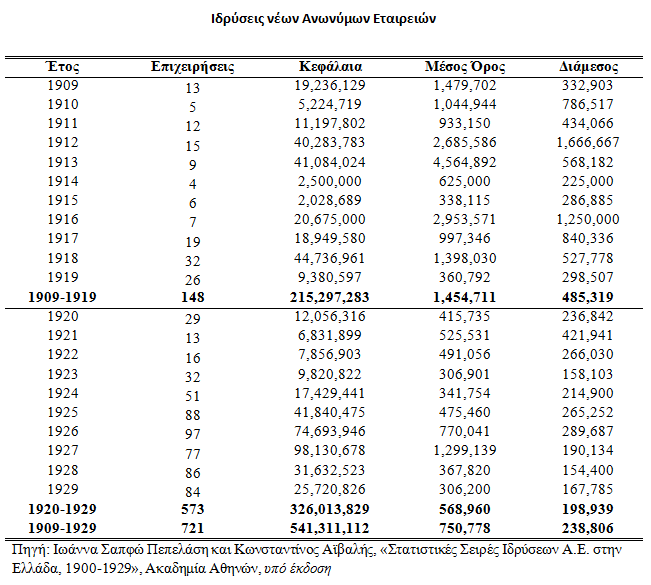 Ιδρύσεις νέων Ανωνύμων Εταιρειών
Έτος Επιχειρήσεις Κεφάλαια Μέσος Όρος Διάμεσος
1909 13 19,236,129 1,479,702 332,903
1910 5 5,224,719 1,044,944 786,517
1911 12 11,197,802 933,150 434,066
1912 15 40,283,783 2,685,586 1,666,667
1913 9 41,084,024 4,564,892 568,182
1914 4 2,500,000 625,000 225,000
1915 6 2,028,689 338,115 286,885
1916 7 20,675,000 2,953,571 1,250,000
1917 19 18,949,580 997,346 840,336
1918 32 44,736,961 1,398,030 527,778
1919 26 9,380,597 360,792 298,507
1909-1919 148 215,297,283 1,454,711 485,319
1920 29 12,056,316 415,735 236,842
1921 13 6,831,899 525,531 421,941
1922 16 7,856,903 491,056 266,030
1923 32 9,820,822 306,901 158,103
1924 51 17,429,441 341,754 214,900
1925 88 41,840,475 475,460 265,252
1926 97 74,693,946 770,041 289,687
1927 77 98,130,678 1,299,139 190,134
1928 86 31,632,523 367,820 154,400
1929 84 25,720,826 306,200 167,785
1920-1929 573 326,013,829 568,960 198,939
1909-1929 721 541,311,112 750,778 238,806
Πηγή: Ιωάννα Σαπφώ Πεπελάση και Κωνσταντίνος Αϊβαλής, «Στατιστικές Σειρές Ιδρύσεων Α.Ε. στην
Ελλάδα, 1900-1929», Ακαδημία Αθηνών, υπό έκδοση